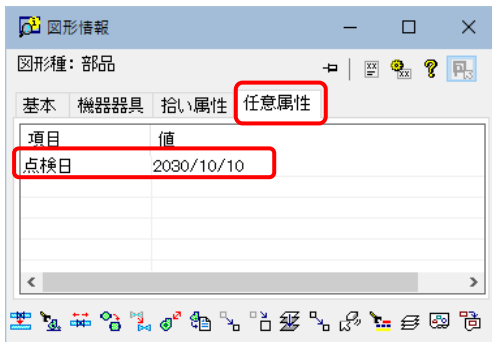 図形情報
図形種: 部品
基本 機器器具 拾い属性 任意属性
項目 値
点検日 2030/10/10